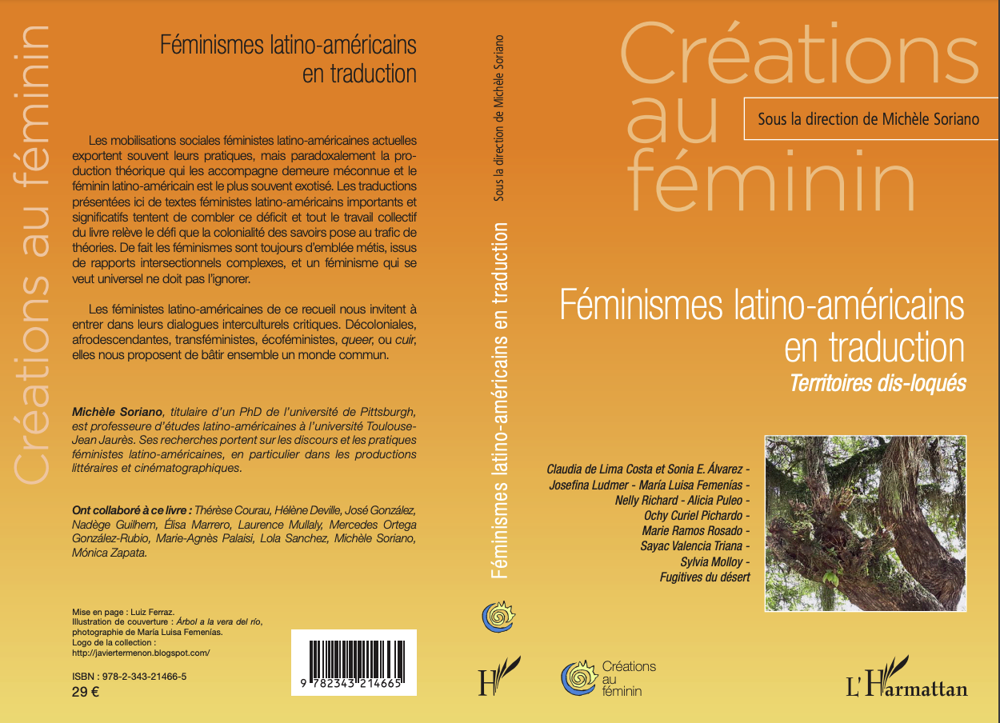 Créations au féminin
Féminismes latino-américains
en traduction
Les mobilisations sociales féministes latino-américaines actuelles
exportent souvent leurs pratiques, mais paradoxalement la pro-
duction théorique qui les accompagne demeure méconnue et le
féminin latino-américain est le plus souvent exotisé. Les traductions
présentées ici de textes féministes latino-américains importants et
significatifs tentent de combler ce déficit et tout le travail collectif
du livre relève le défi que la colonialité des savoirs pose au trafic de
théories. De fait les féminismes sont toujours d'emblée métis, issus
de rapports intersectionnels complexes, et un féminisme qui se
veut universel ne doit pas l'ignorer.
Les féministes latino-américaines de ce recueil nous invitent à
entrer dans leurs dialogues interculturels critiques. Décoloniales,
afrodescendantes, transféministes, écoféministes, queer, ou cuir,
elles nous proposent de bâtir ensemble un monde commun.
Michèle Soriano, titulaire d'un PhD de l'université de Pittsburgh,
est professeure d'études latino-américaines à l'université Toulouse-
Jean Jaurès. Ses recherches portent sur les discours et les pratiques
féministes latino-américaines, en particulier dans les productions
littéraires et cinématographiques.
Ont collaboré à ce livre : Thérèse Courau, Hélène Deville, José González,
Nadège Guilhem, Élisa Marrero, Laurence Mullaly, Mercedes Ortega
González-Rubio, Marie-Agnès Palaisi, Lola Sanchez, Michèle Soriano,
Mónica Zapata.
Mise en page : Luiz Ferraz.
Illustration de couverture : Árbol a la vera del río,
photographie de María Luisa Femenías.
Logo de la collection :
http://javiertermenon.blogspot.com/
ISBN : 978-2-343-21466-5
29 €
9 782343 214665
Sous la direction de Michèle Soriano
Féminismes latino-américains en traduction
H
Créations
au
féminin
Sous la direction de Michèle Soriano
Féminismes latino-américains
en traduction
Territoires dis-loqués
Claudia de Lima Costa et Sonia E. Álvarez -
Josefina Ludmer - María Luisa Femenías -
Nelly Richard - Alicia Puleo -
Ochy Curiel Pichardo -
Marie Ramos Rosado -
Sayac Valencia Triana -
Sylvia Molloy -
Fugitives du désert
Créations
au
féminin
L'Harmattan